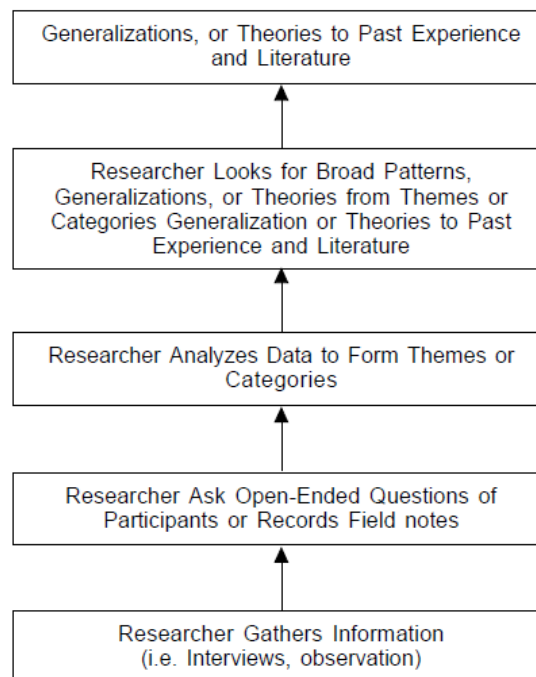 Generalizations, or Theories to Past Experience
and Literature
Researcher Looks for Broad Patterns,
Generalizations, or Theories from Themes or
Categories Generalization or Theories to Past
Experience and Literature
Researcher Analyzes Data to Form Themes or
Categories
Researcher Ask Open-Ended Questions of
Participants or Records Field notes
Researcher Gathers Information
(i.e. Interviews, observation)